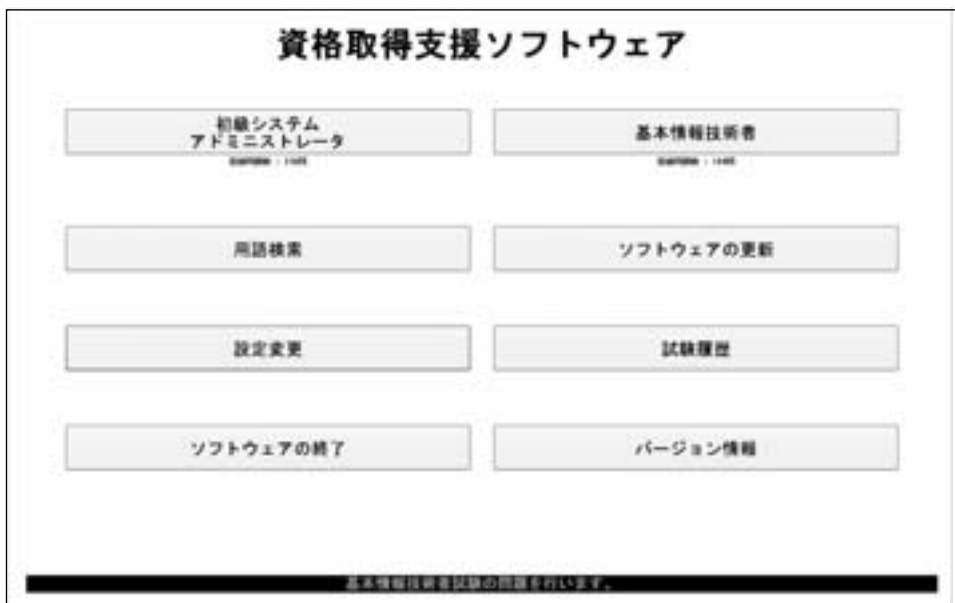 資格取得支援ソフトウェア
初級システム
アドミニストレータ
基本情報技術者
用語検索
ソフトウェアの更新
設定変更
試験履歴
ソフトウェアの終了
バージョン情報
基本情報技術者試験の問題を行います。